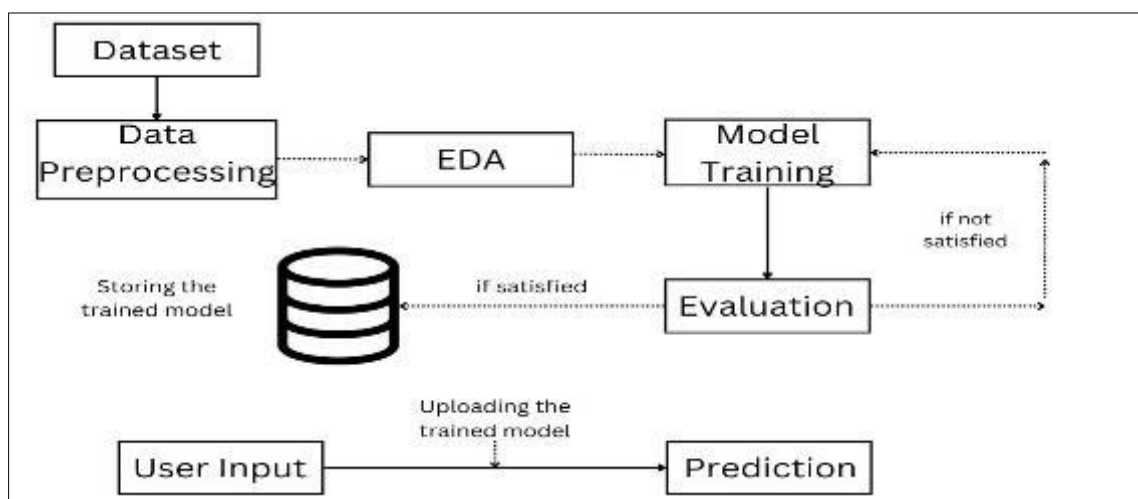 Dataset
Data
Preprocessing
EDA
Model
Training
if not
satisfied
Storing the
trained model
if satisfied
Evaluation
Uploading the
trained model
User Input
Prediction